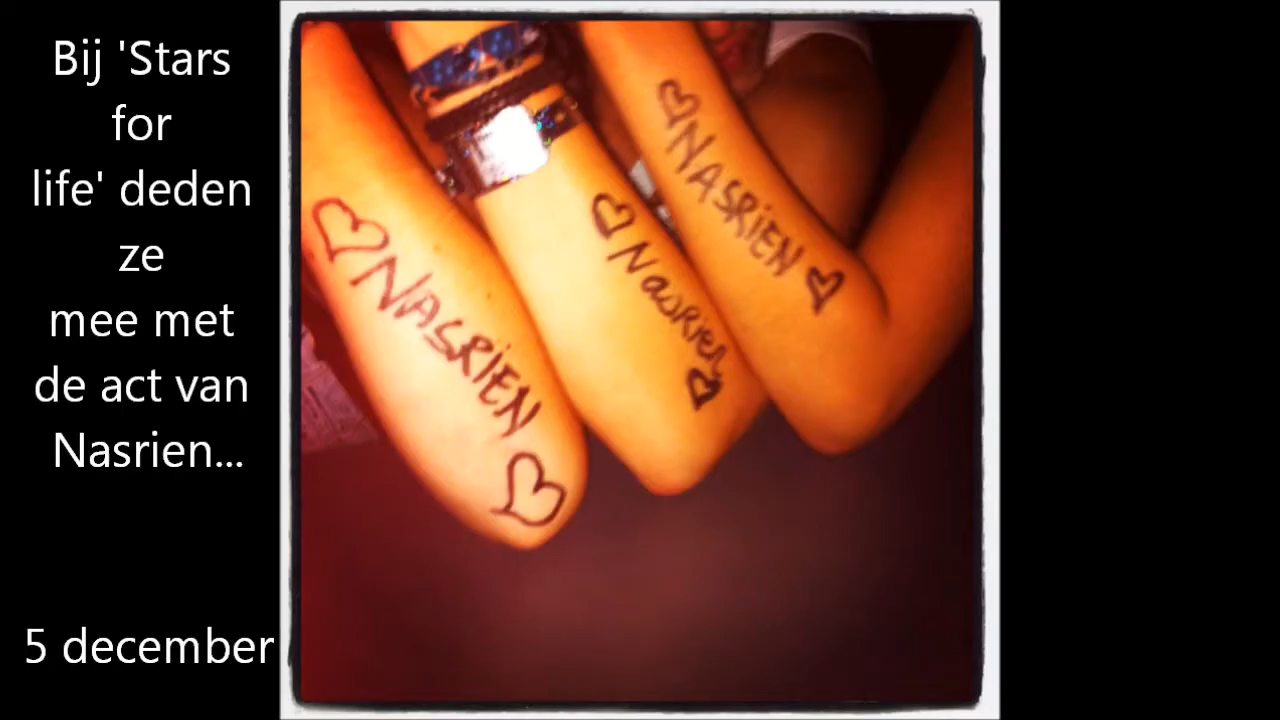 Bij 'Stars
for
life' deden
ze
mee met
de act van
Nasrien...
5 december
NASRIEN
Nasrien
NASRIEN